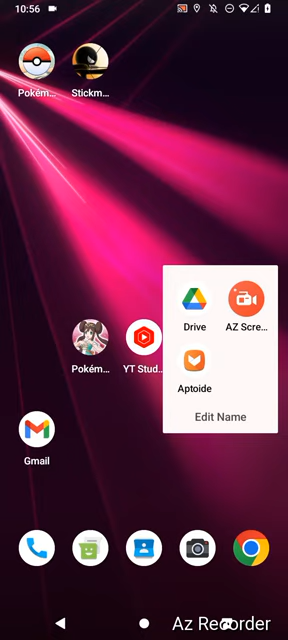 10:56
Pokém...
Stickm...
Drive
AZ Scre...
Pokém...
YT Stud..
Aptoide
Edit Name
Gmail
Az Recorder